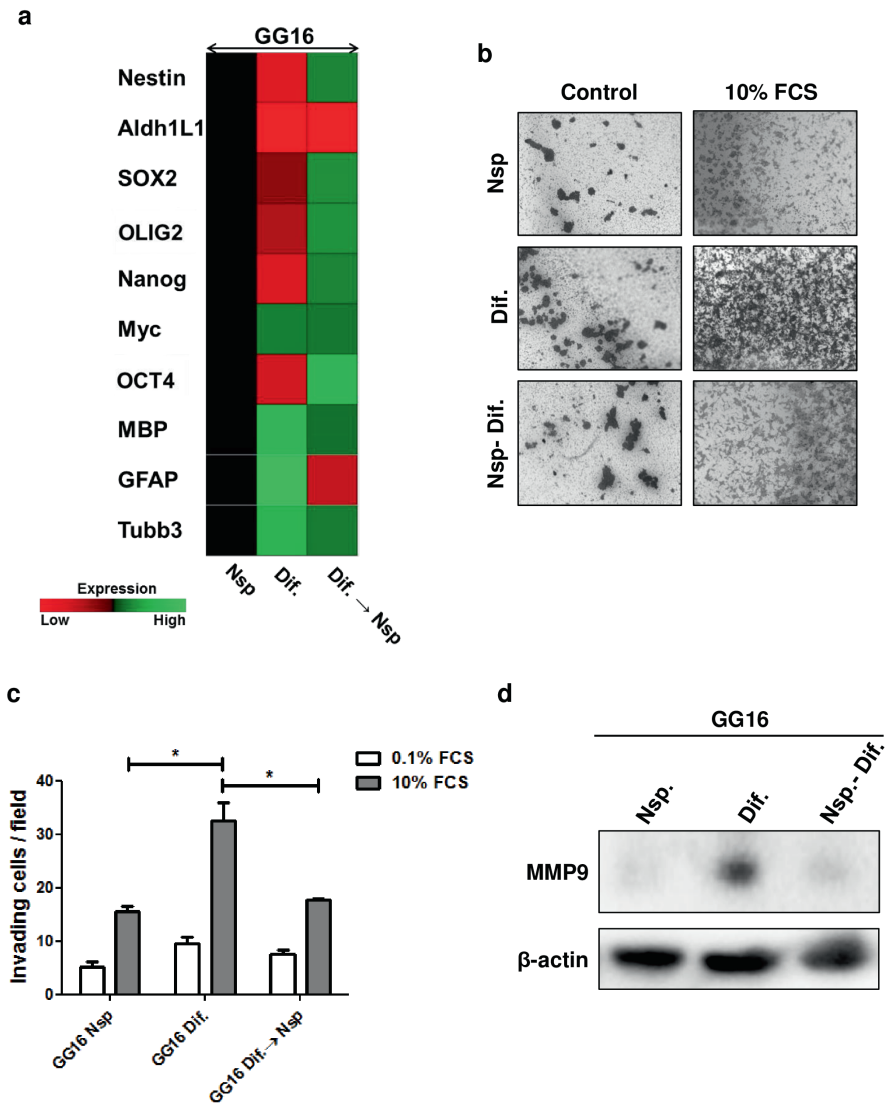 a
GG16
Nestin
Aldh1L1
SOX2
OLIG2
Nanog
Myc
OCT4
MBP
GFAP
Tubb3
Nsp
Dif.
Dif. → Nsp
Expression
Low High
b
Control 10% FCS
Nsp
Dif.
Nsp- Dif.
c
Invading cells / field
40
30
20
10
0
*
*
0.1% FCS
10% FCS
GG16 Nsp
GG16 Dif.
GG16 Dif.→ Nsp
d
GG16
Nsp.
Dif.
Nsp.- Dif.
MMP9
β-actin